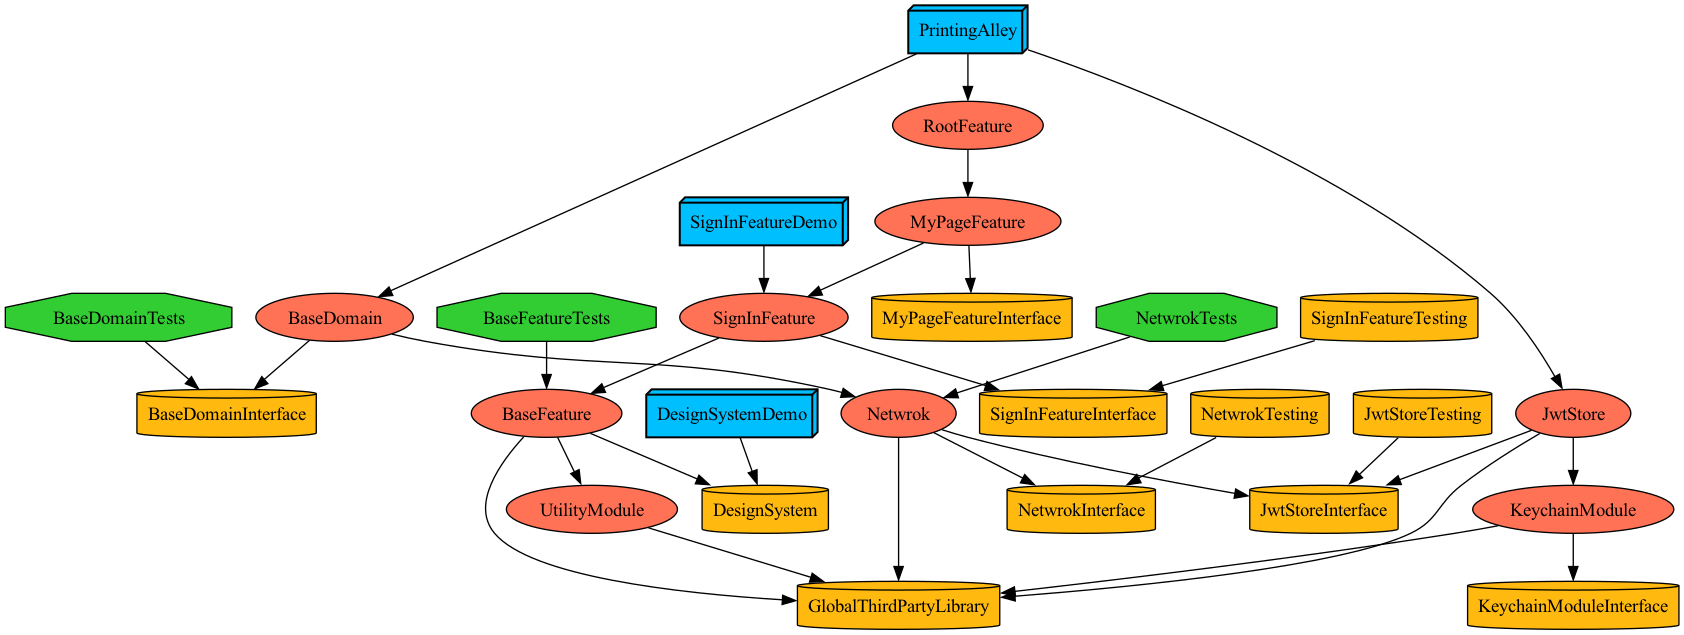 PrintingAlley
RootFeature
SignInFeatureDemo
MyPageFeature
BaseDomainTests
BaseDomain
BaseFeatureTests
SignInFeature
MyPageFeatureInterface
NetwrokTests
SignInFeatureTesting
BaseDomainInterface
BaseFeature
DesignSystemDemo
Netwrok
SignInFeatureInterface
NetwrokTesting
JwtStoreTesting
JwtStore
UtilityModule
DesignSystem
NetwrokInterface
JwtStoreInterface
KeychainModule
GlobalThirdPartyLibrary
KeychainModuleInterface